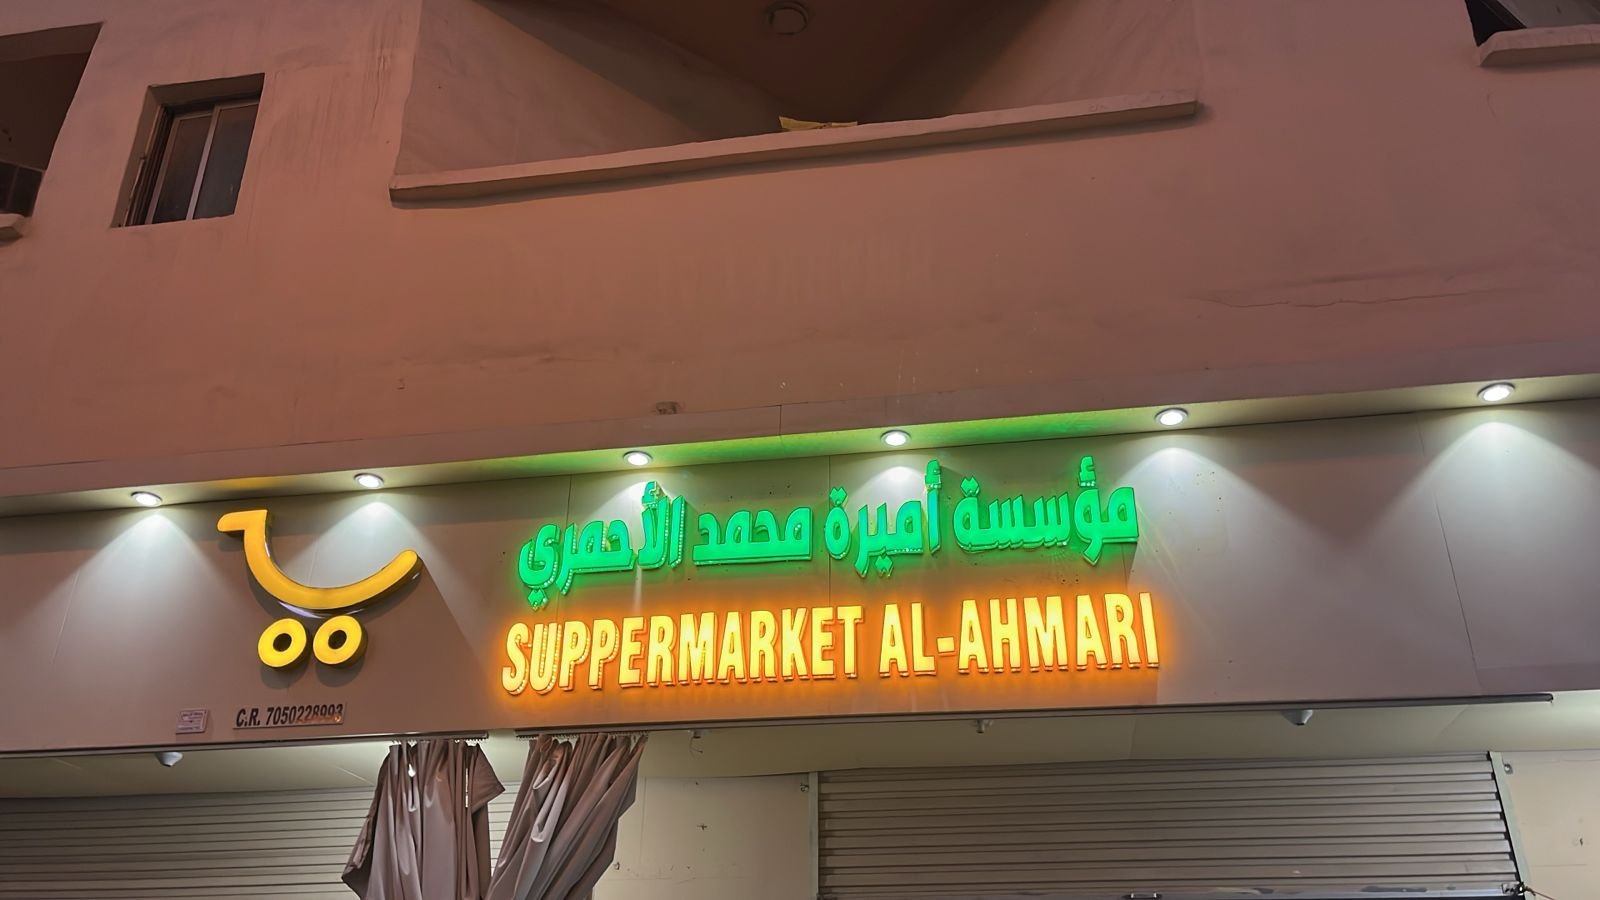 مؤسسة أميرة محمد الأحمري
SUPPERMARKET AL-AHMARI
C.R. 7050228993